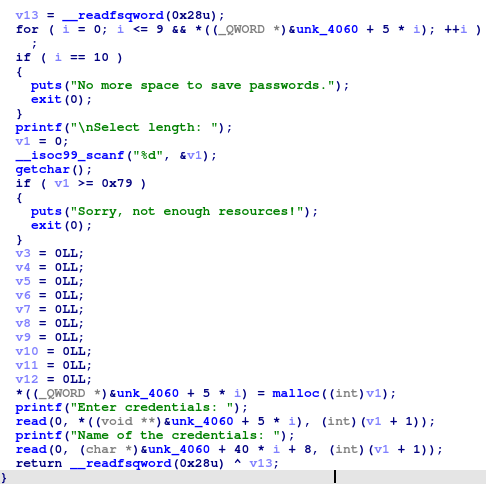 v13 = __readfsqword(0x28u);
for ( i = 0; i <= 9 && *((_QWORD *)&unk_4060 + 5 * i); ++i )
;
if ( i == 10 )
{
puts("No more space to save passwords.");
exit(0);
}
printf("\nSelect length: ");
v1 = 0;
__isoc99_scanf("%d", &v1);
getchar();
if ( v1 >= 0x79 )
{
puts("Sorry, not enough resources!");
exit(0);
}
v3 = 0LL;
v4 = 0LL;
v5 = 0LL;
v6 = 0LL;
v7 = 0LL;
v8 = 0LL;
v9 = 0LL;
v10 = 0LL;
v11 = 0LL;
v12 = 0LL;
*((_QWORD *)&unk_4060 + 5 * i) = malloc((int)v1);
printf("Enter credentials: ");
read(0, *((void **)&unk_4060 + 5 * i), (int)(v1 + 1));
printf("Name of the credentials: ");
read(0, (char *)&unk_4060 + 40 * i + 8, (int)(v1 + 1));
return __readfsqword(0x28u) ^ v13;
}